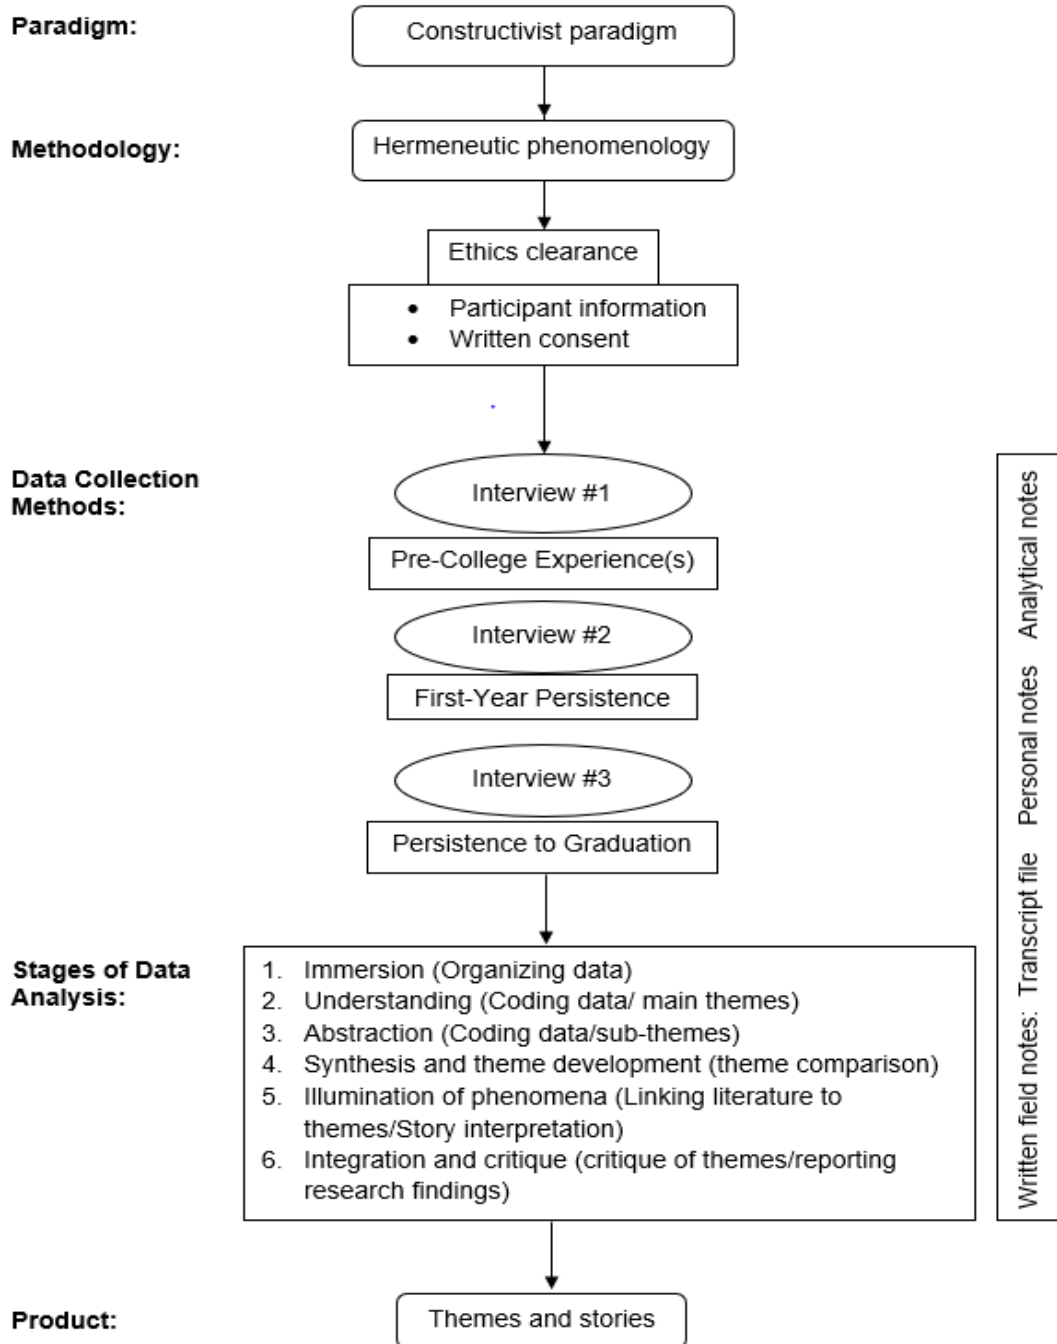 Paradigm:
Constructivist paradigm
Methodology:
Hermeneutic phenomenology
Ethics clearance
• Participant information
• Written consent
Data Collection
Methods:
Interview #1
Pre-College Experience(s)
Interview #2
First-Year Persistence
Interview #3
Persistence to Graduation
Stages of Data
Analysis:
1. Immersion (Organizing data)
2. Understanding (Coding data/ main themes)
3. Abstraction (Coding data/sub-themes)
4. Synthesis and theme development (theme comparison)
5. Illumination of phenomena (Linking literature to
themes/Story interpretation)
6. Integration and critique (critique of themes/reporting
research findings)
Written field notes: Transcript file Personal notes Analytical notes
Product:
Themes and stories